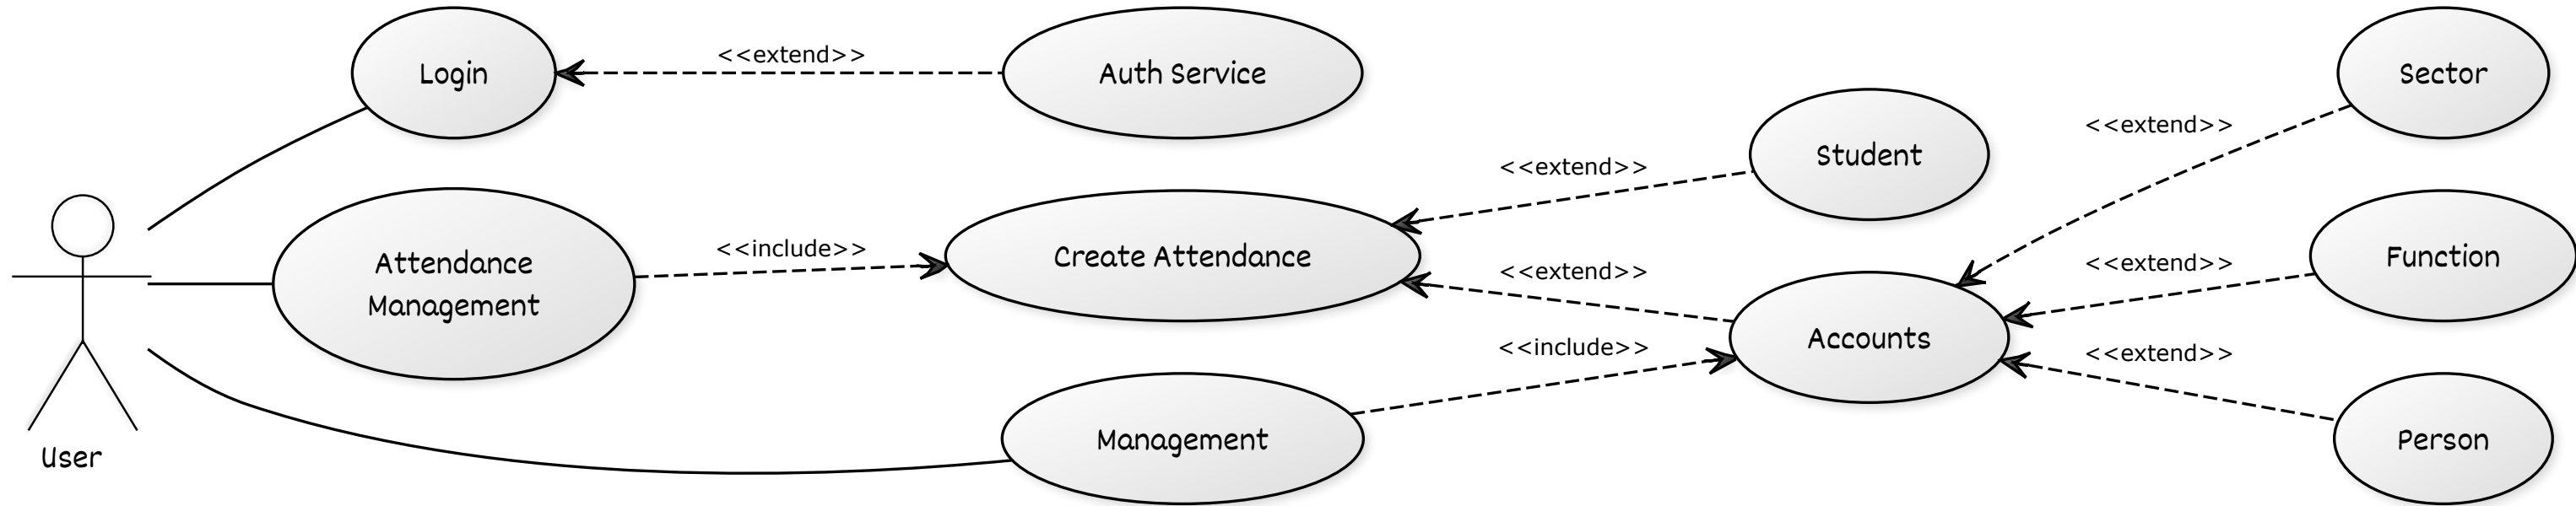 Login
<<extend>>
Auth Service
Sector
<<extend>>
Student
<<extend>>
Attendance
Management
<<include>>
Create Attendance
<<extend>>
<<extend>>
Function
Accounts
<<include>>
<<extend>>
Management
Person
User